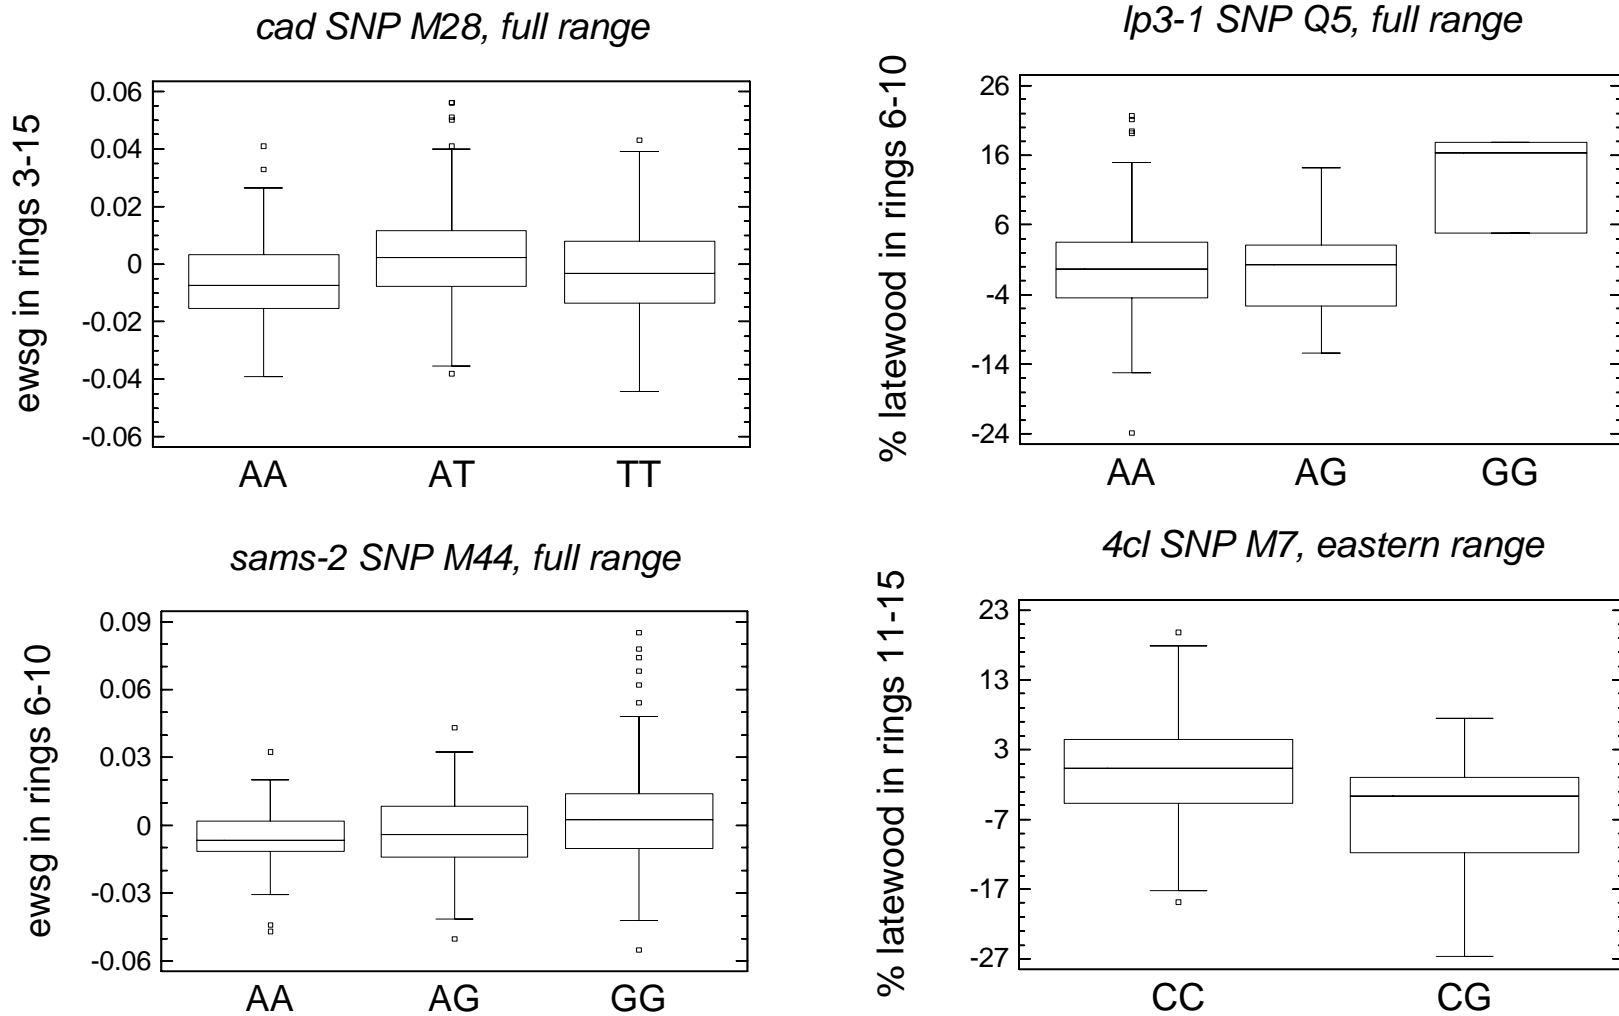 cad SNP M28, full range
ewsg in rings 3-15
0.06
0.04
0.02
0
-0.02
-0.04
-0.06
AA AT TT
lp3-1 SNP Q5, full range
% latewood in rings 6-10
26
16
6
-4
-14
-24
AA AG GG
sams-2 SNP M44, full range
ewsg in rings 6-10
0.09
0.06
0.03
0
-0.03
-0.06
AA AG GG
4cl SNP M7, eastern range
% latewood in rings 11-15
23
13
3
-7
-17
-27
CC CG